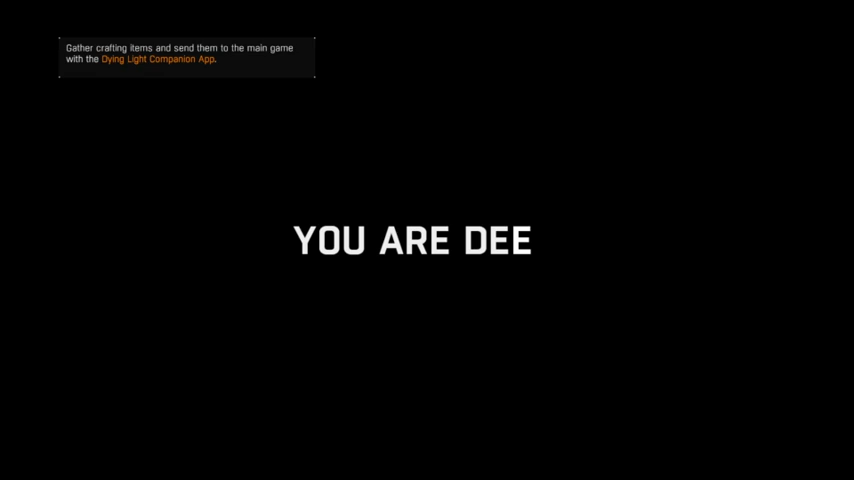 Gather crafting items and send them to the main game
with the Dying Light Companion App.
YOU ARE DEE